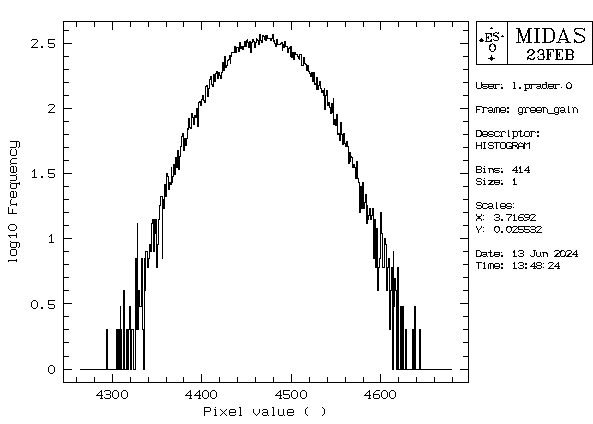 MIDAS
23FEB
ES
O
User: l.prader.0
Frame: green_gain
Descriptor:
HISTOGRAM
Bins: 414
Size: 1
Scales:
X: 3.71692
Y: 0.025532
Date: 13 Jun 2024
Time: 13:48:24
log10 Frequency
2.5
2
1.5
1
0.5
0
4300 4400 4500 4600
Pixel value ( )